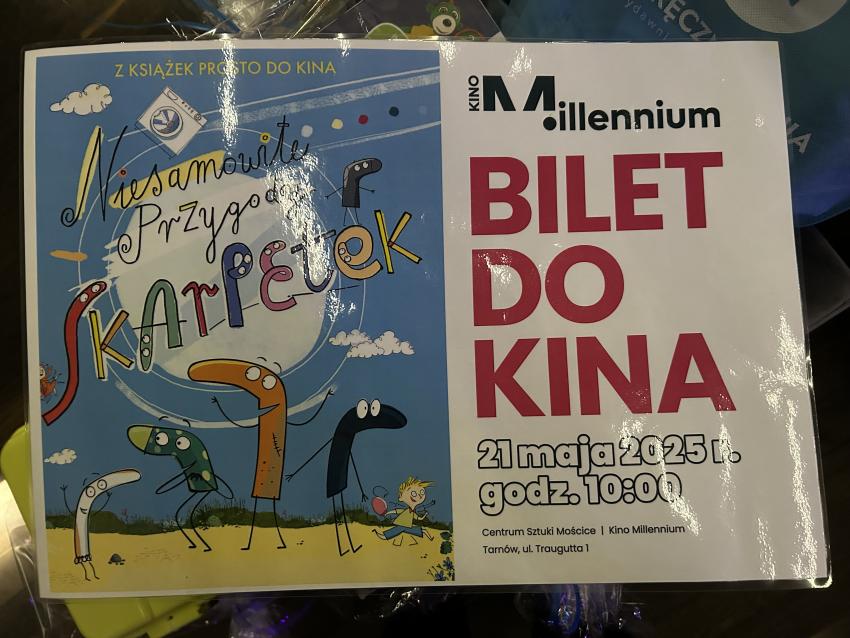 Z KSIĄŻEK PROSTO DO KINA
Niesamowite
Przygody
SKArPEtEK
KINO
Millennium
BILET
DO
KINA
21 maja 2025 r.
godz. 10:00
Centrum Sztuki Mościce | Kino Millennium
Tarnów, ul. Traugutta 1